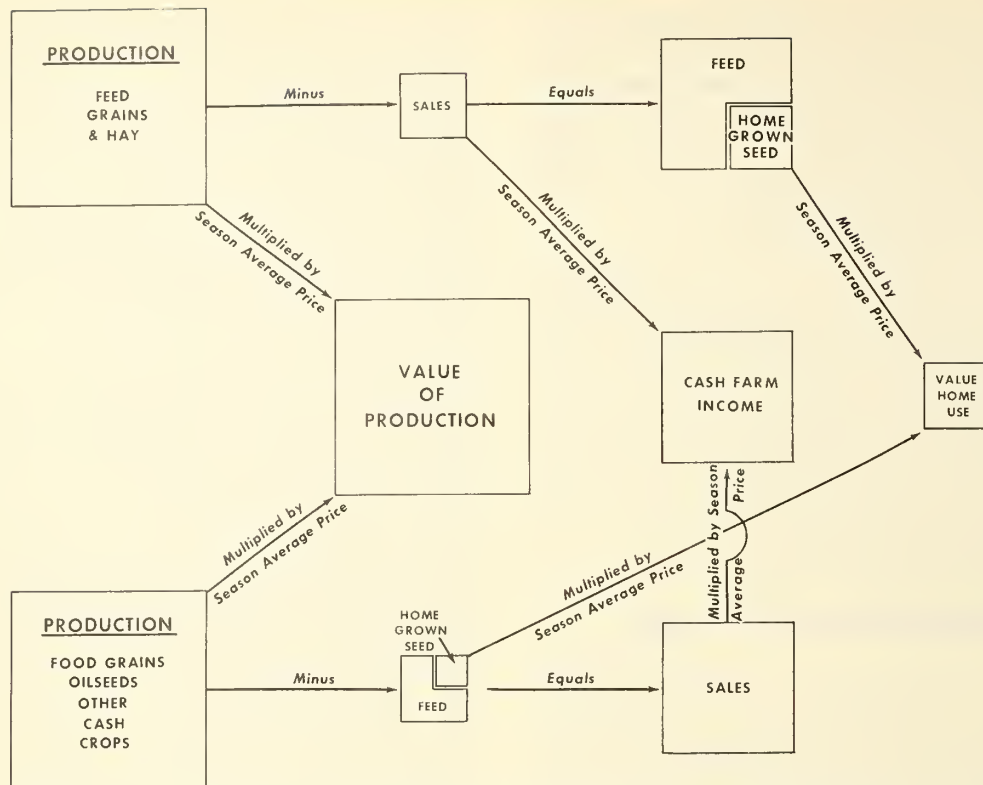 PRODUCTION
FEED
GRAINS
& HAY
Minus
SALES
Equals
FEED
HOME
GROWN
SEED
Multiplied by
Season Average Price
Multiplied by
Season Average Price
Multiplied by
Season Average Price
VALUE
OF
PRODUCTION
CASH FARM
INCOME
VALUE
HOME
USE
Multiplied by
Season Average Price
Multiplied by
Season Average Price
Multiplied by Season
Average Price
PRODUCTION
FOOD GRAINS
OILSEEDS
OTHER
CASH
CROPS
Minus
HOME
GROWN
SEED
FEED
Equals
SALES